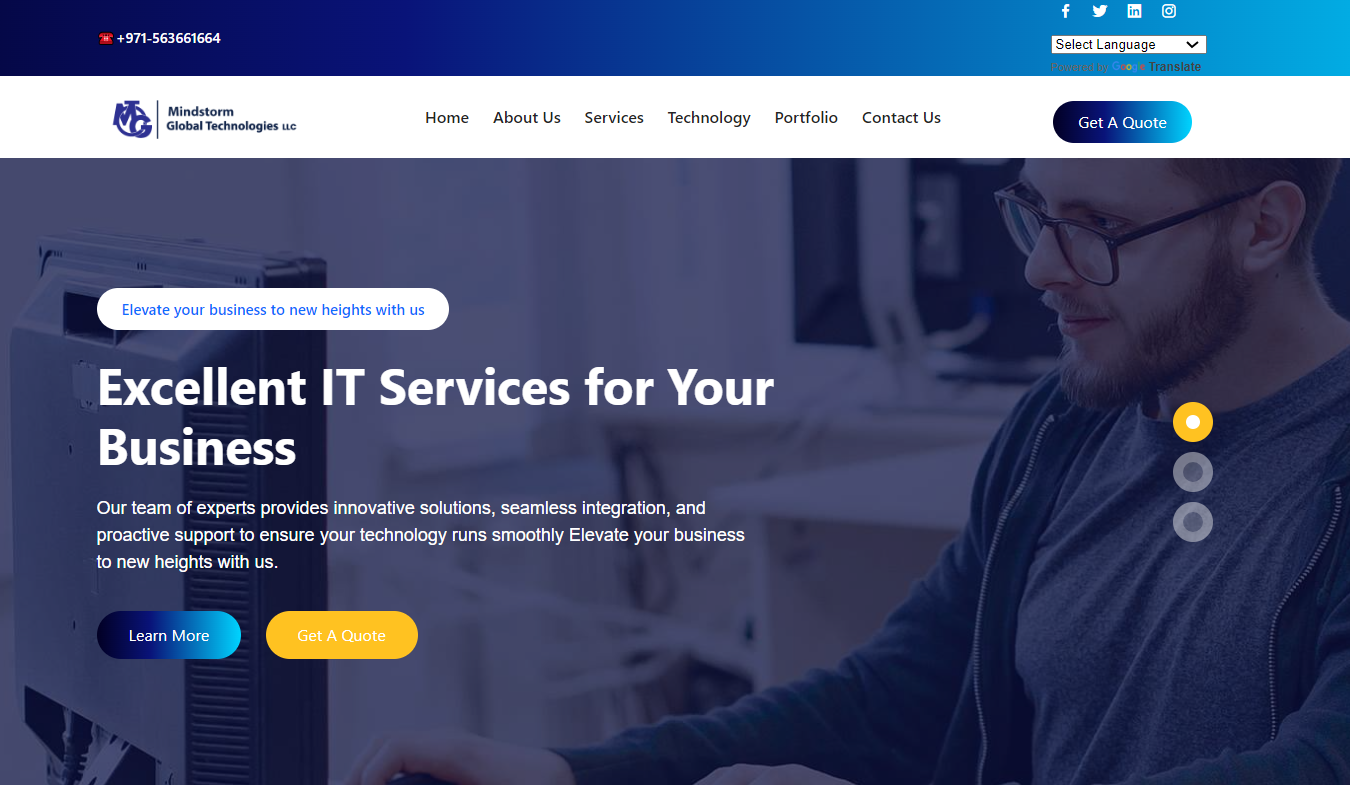 ☎️ +971-563661664
Select Language
Powered by Google Translate
MTGC
Mindstorm
Global Technologies LLC
Home
About Us
Services
Technology
Portfolio
Contact Us
Get A Quote
Elevate your business to new heights with us
Excellent IT Services for Your
Business
Our team of experts provides innovative solutions, seamless integration, and
proactive support to ensure your technology runs smoothly Elevate your business
to new heights with us.
Learn More
Get A Quote